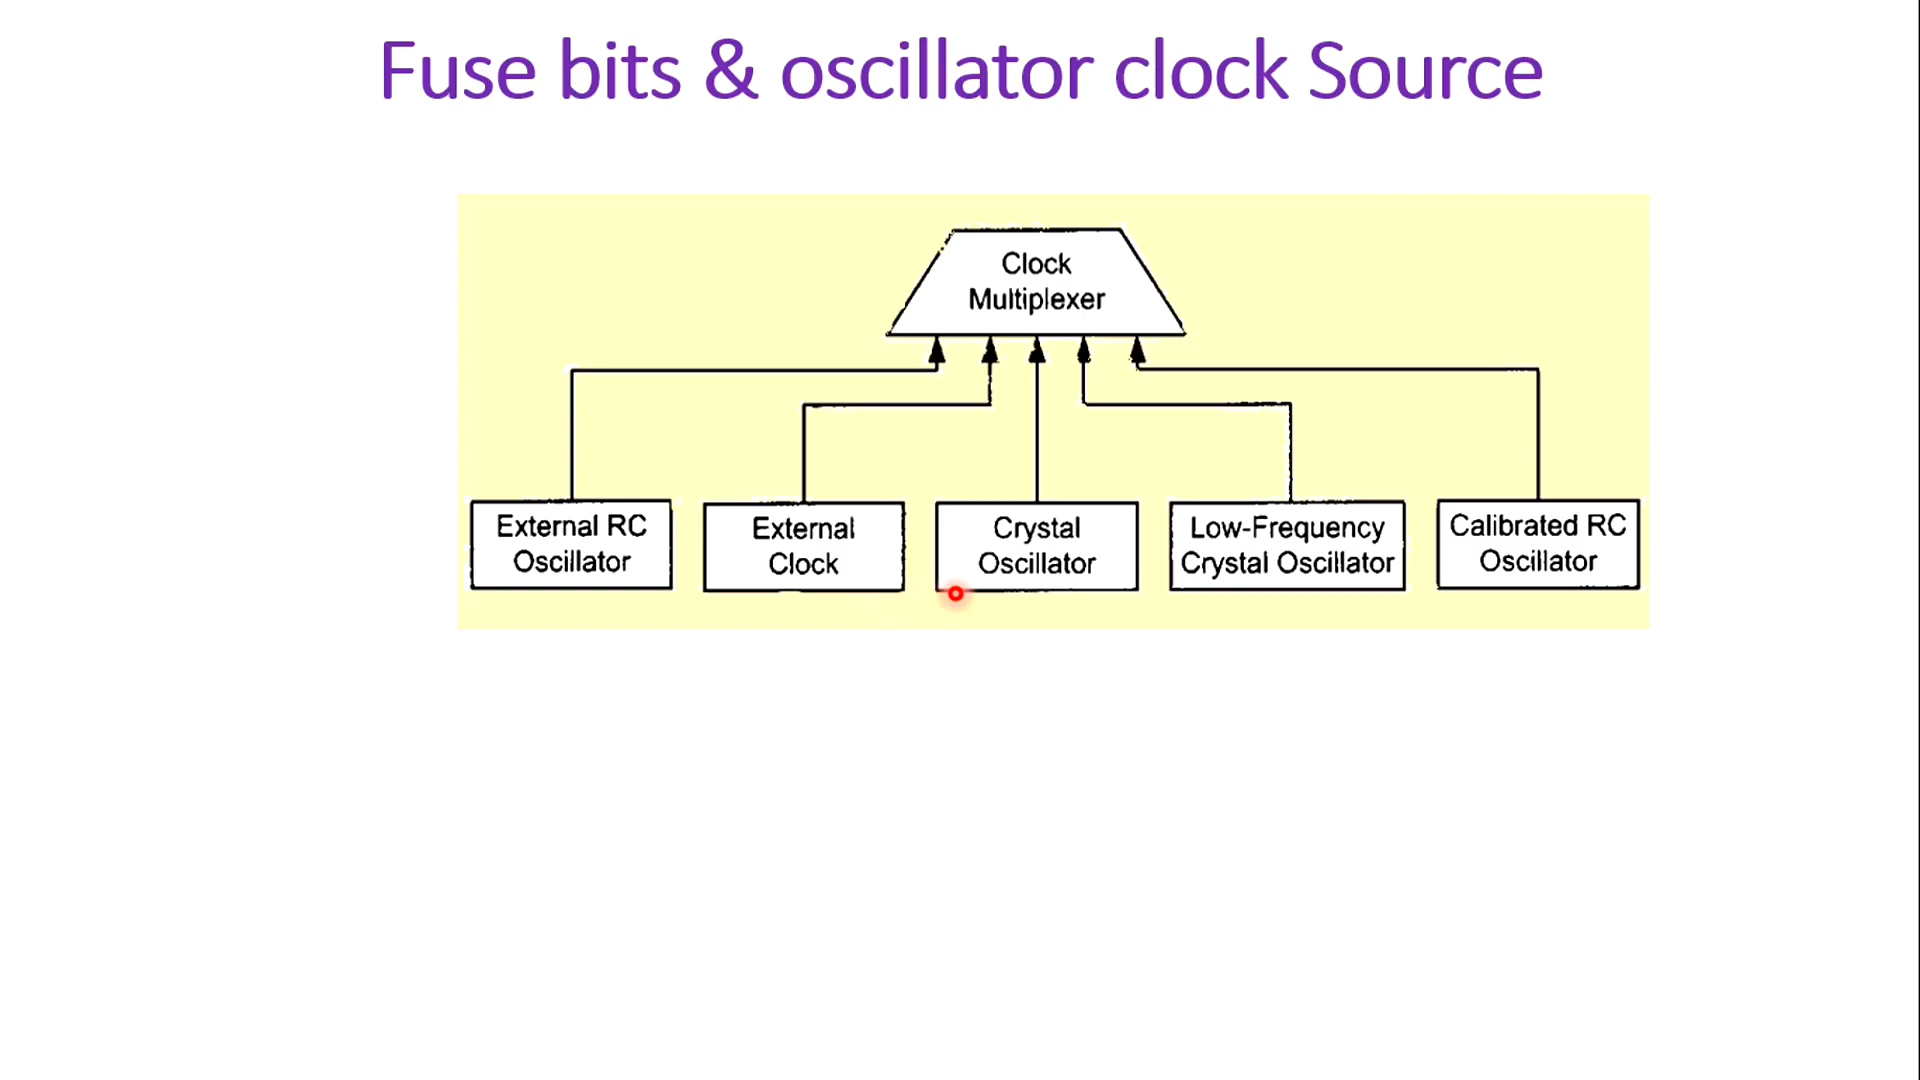 Fuse bits & oscillator clock Source
Clock
Multiplexer
External RC
Oscillator
External
Clock
Crystal
Oscillator
Low-Frequency
Crystal Oscillator
Calibrated RC
Oscillator